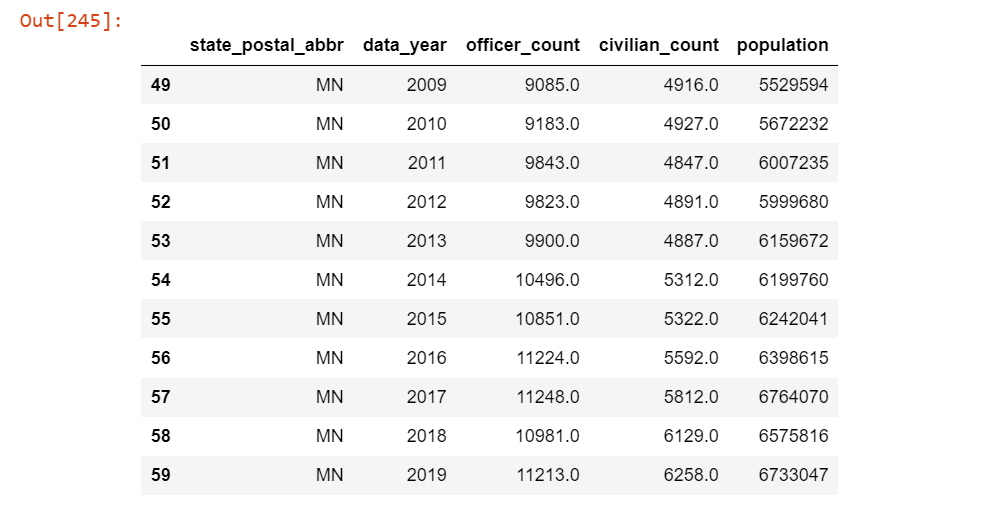 Out[245]:
state_postal_abbr data_year officer_count civilian_count population
49 MN 2009 9085.0 4916.0 5529594
50 MN 2010 9183.0 4927.0 5672232
51 MN 2011 9843.0 4847.0 6007235
52 MN 2012 9823.0 4891.0 5999680
53 MN 2013 9900.0 4887.0 6159672
54 MN 2014 10496.0 5312.0 6199760
55 MN 2015 10851.0 5322.0 6242041
56 MN 2016 11224.0 5592.0 6398615
57 MN 2017 11248.0 5812.0 6764070
58 MN 2018 10981.0 6129.0 6575816
59 MN 2019 11213.0 6258.0 6733047